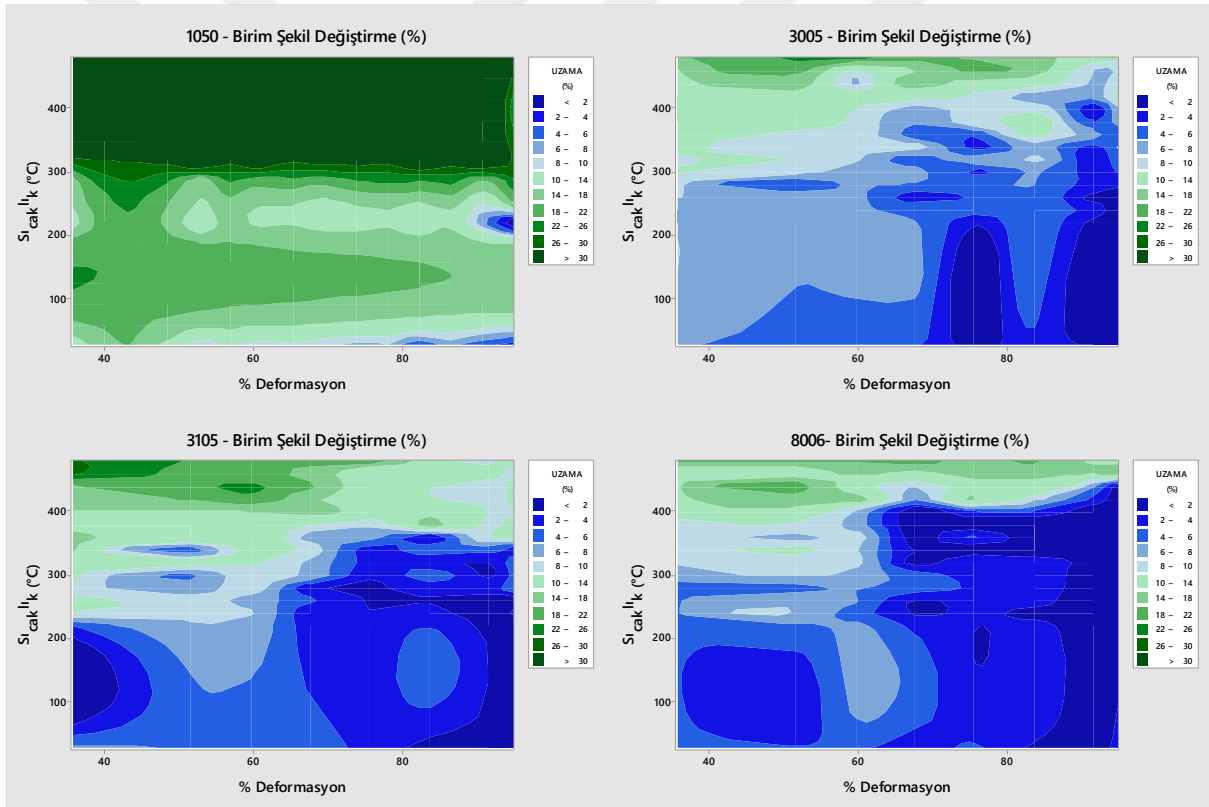 1050 - Birim Şekil Değiştirme (%)
Sıcaklık (°C)
400
300
200
100
40
60
80
% Deformasyon
UZAMA
(%)
< 2
2 – 4
4 – 6
6 – 8
8 – 10
10 – 14
14 – 18
18 – 22
22 – 26
26 – 30
> 30
3005 - Birim Şekil Değiştirme (%)
Sıcaklık (°C)
400
300
200
100
40
60
80
% Deformasyon
UZAMA
(%)
< 2
2 – 4
4 – 6
6 – 8
8 – 10
10 – 14
14 – 18
18 – 22
22 – 26
26 – 30
> 30
3105 - Birim Şekil Değiştirme (%)
Sıcaklık (°C)
400
300
200
100
40
60
80
% Deformasyon
UZAMA
(%)
< 2
2 – 4
4 – 6
6 – 8
8 – 10
10 – 14
14 – 18
18 – 22
22 – 26
26 – 30
> 30
8006- Birim Şekil Değiştirme (%)
Sıcaklık (°C)
400
300
200
100
40
60
80
% Deformasyon
UZAMA
(%)
< 2
2 – 4
4 – 6
6 – 8
8 – 10
10 – 14
14 – 18
18 – 22
22 – 26
26 – 30
> 30